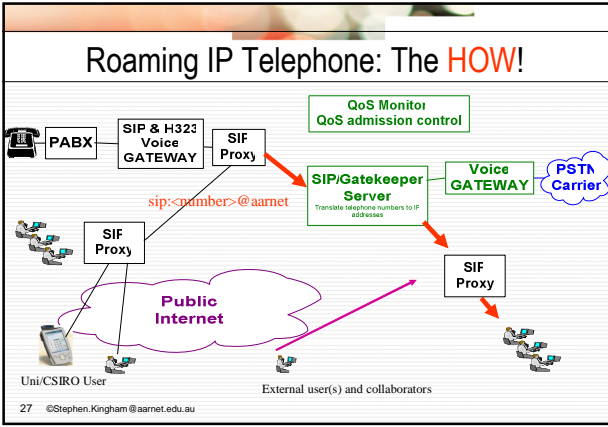 Roaming IP Telephone: The HOW!
QoS Monitor
QoS admission control
PABX
SIP & H323
Voice
GATEWAY
SIP
Proxy
SIP/Gatekeeper
Server
Translate telephone numbers to IP
addresses
Voice
GATEWAY
PSTN
Carrier
sip:<number>@aarnet
SIP
Proxy
SIP
Proxy
Public
Internet
Uni/CSIRO User
External user(s) and collaborators
27 ©Stephen.Kingham@aarnet.edu.au